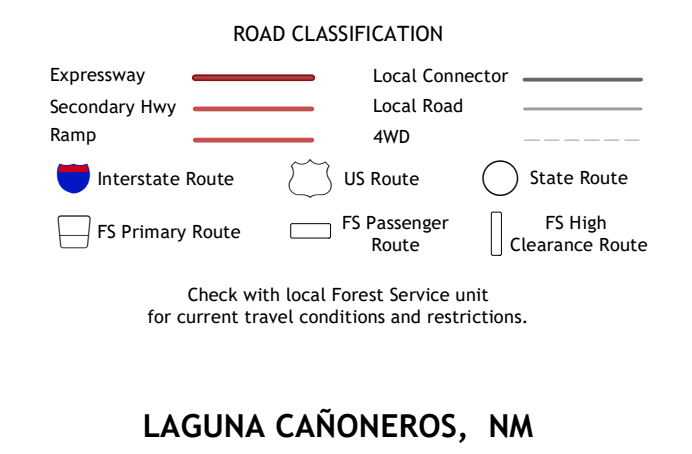 ROAD CLASSIFICATION
Expressway
Local Connector
Secondary Hwy
Local Road
Ramp
4WD
Interstate Route
US Route
State Route
FS Primary Route
FS Passenger
Route
FS High
Clearance Route
Check with local Forest Service unit
for current travel conditions and restrictions.
LAGUNA CAÑONEROS, NM